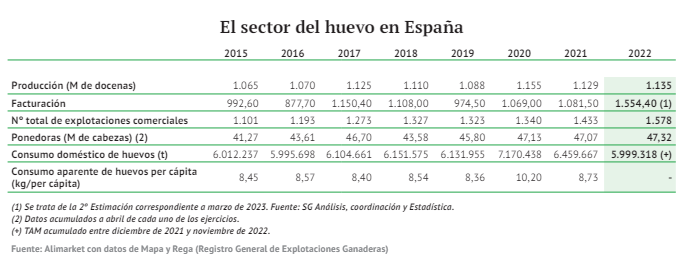 El sector del huevo en España
2015 2016 2017 2018 2019 2020 2021 2022
Producción (M de docenas) 1.065 1.070 1.125 1.110 1.088 1.155 1.129 1.135
Facturación 992,60 877,70 1.150,40 1.108,00 974,50 1.069,00 1.081,50 1.554,40 (1)
Nº total de explotaciones comerciales 1.101 1.193 1.273 1.327 1.323 1.340 1.433 1.578
Ponedoras (M de cabezas) (2) 41,27 43,61 46,70 43,58 45,80 47,13 47,07 47,32
Consumo doméstico de huevos (t) 6.012.237 5.995.698 6.104.661 6.151.575 6.131.955 7.170.438 6.459.667 5.999.318 (+)
Consumo aparente de huevos per cápita
(kg/per cápita) 8,45 8,57 8,40 8,54 8,36 10,20 8,73 -
(1) Se trata de la 2ª Estimación correspondiente a marzo de 2023. Fuente: SG Análisis, coordinación y Estadística.
(2) Datos acumulados a abril de cada uno de los ejercicios.
(+) TAM acumulado entre diciembre de 2021 y noviembre de 2022.
Fuente: Alimarket con datos de Mapa y Rega (Registro General de Explotaciones Ganaderas)